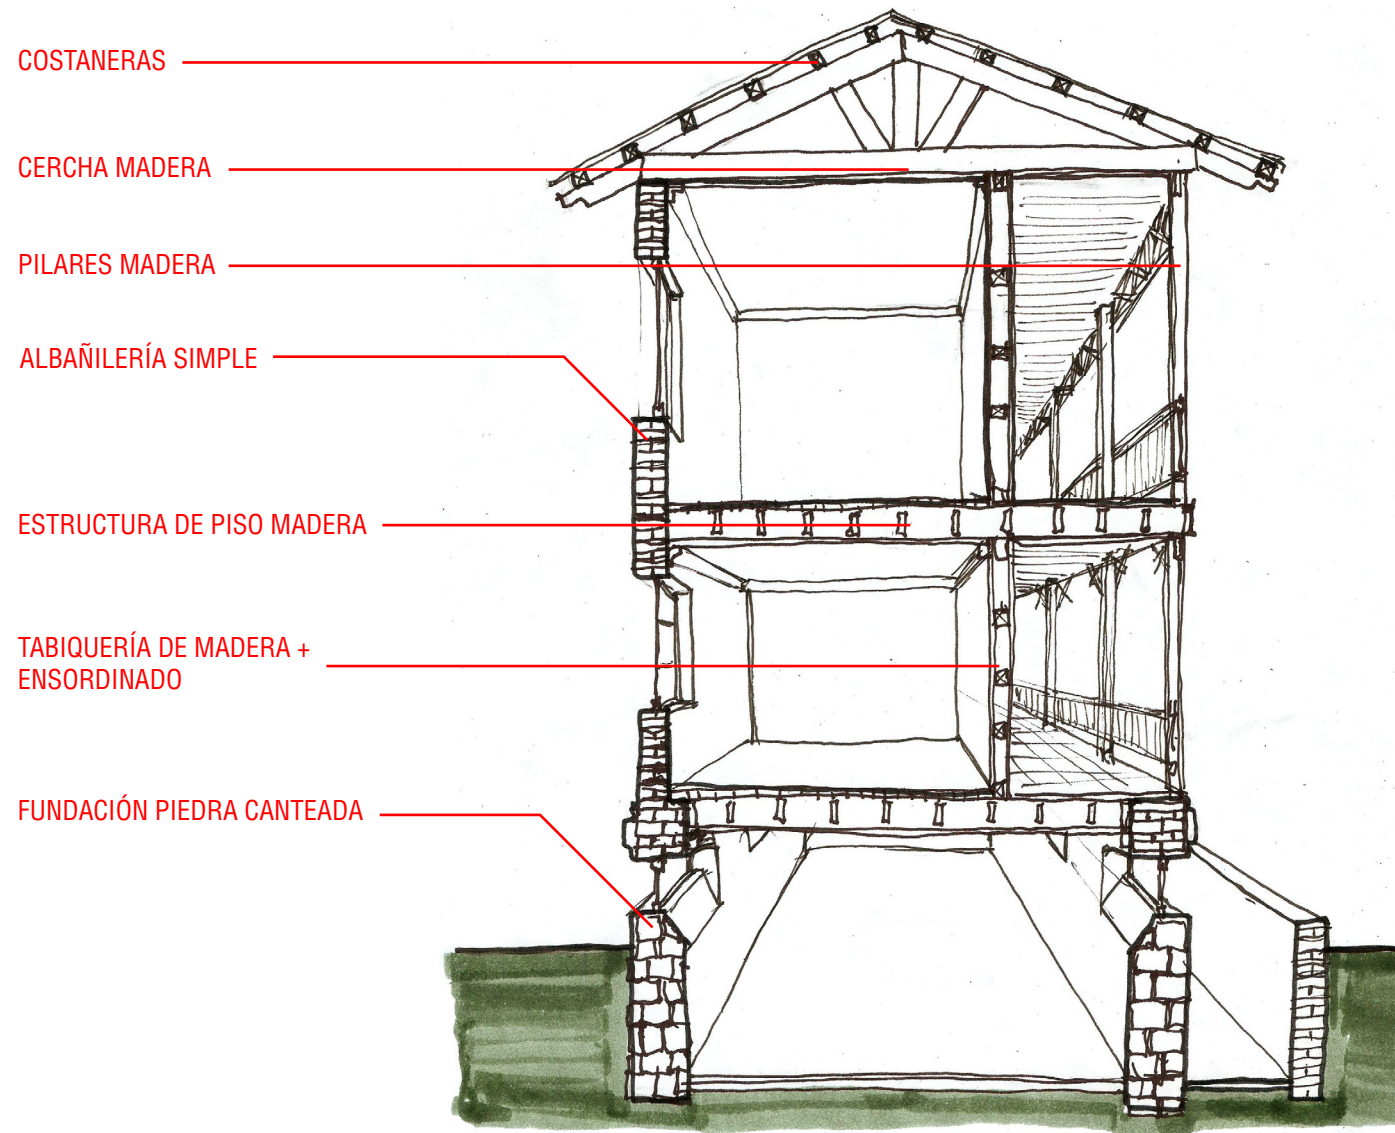 COSTANERAS
CERCHA MADERA
PILARES MADERA
ALBAÑILERÍA SIMPLE
ESTRUCTURA DE PISO MADERA
TABIQUERÍA DE MADERA +
ENSORDINADO
FUNDACIÓN PIEDRA CANTEADA